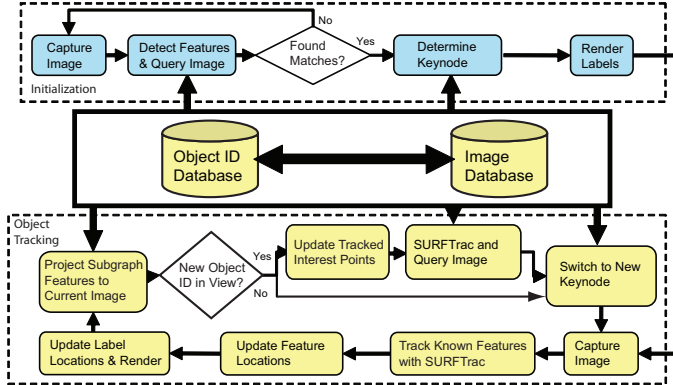 No
Capture
Image
Detect Features
& Query Image
Found
Matches?
Yes
Determine
Keynode
Render
Labels
Initialization
Object ID
Database
Image
Database
Object
Tracking
Project Subgraph
Features to
Current Image
New Object
ID in View?
Yes
No
Update Tracked
Interest Points
SURFTrac and
Query Image
Switch to New
Keynode
Update Label
Locations & Render
Update Feature
Locations
Track Known Features
with SURFTrac
Capture
Image